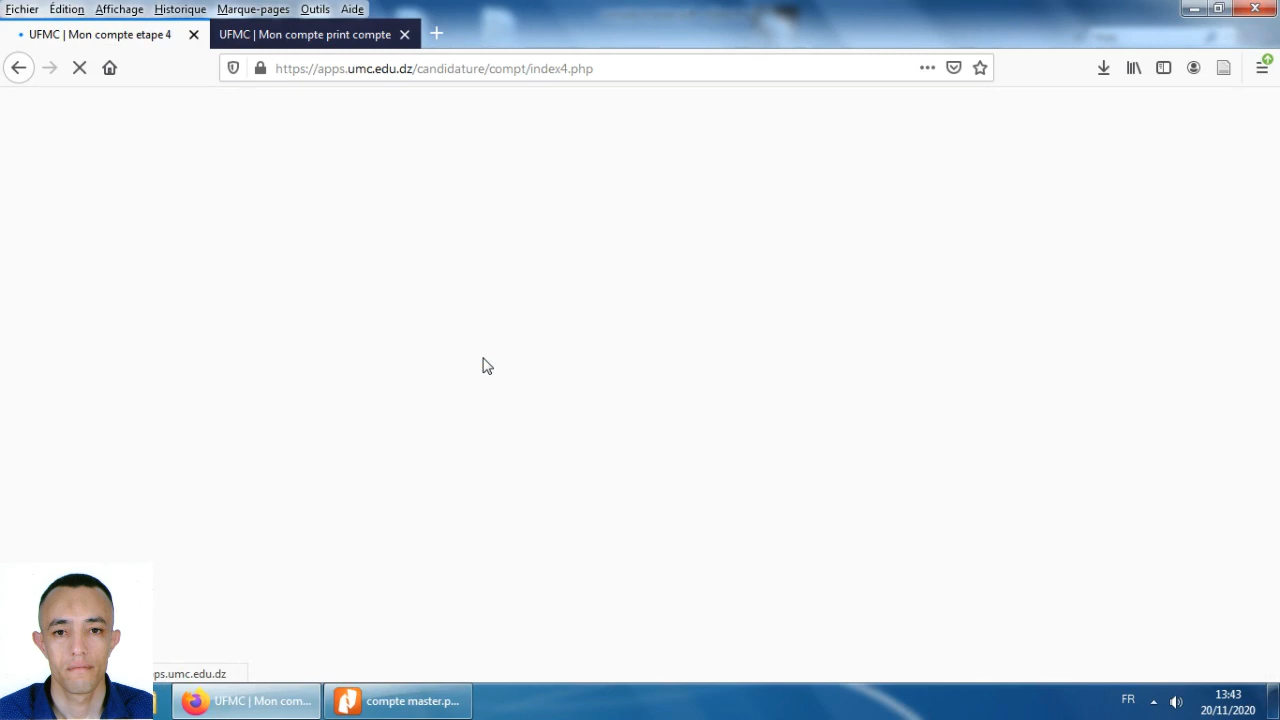 Fichier Édition Affichage Historique Marque-pages Outils Aide
UFMC | Mon compte etape 4
UFMC | Mon compte print compte
https://apps.umc.edu.dz/candidature/compt/index4.php
ps.umc.edu.dz
UFMC | Mon com...
compte master.p...
FR
13:43
20/11/2020